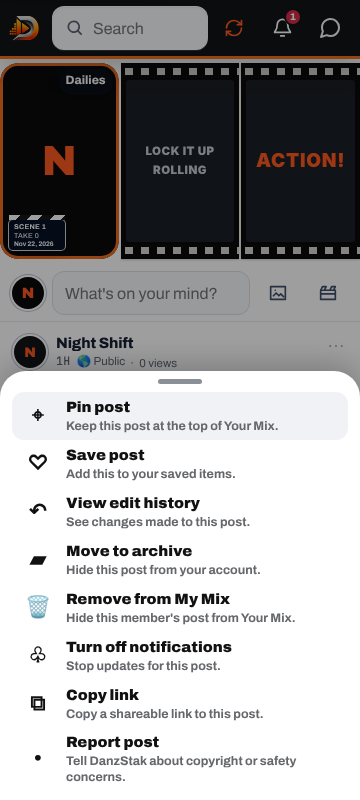 Search
1
Dailies
N
SCENE 1
TAKE 0
Nov 22, 2026
LOCK IT UP
ROLLING
ACTION!
N
What's on your mind?
N
Night Shift
1H 🌎 Public · 0 views
Pin post
Keep this post at the top of Your Mix.
Save post
Add this to your saved items.
View edit history
See changes made to this post.
Move to archive
Hide this post from your account.
Remove from My Mix
Hide this member's post from Your Mix.
Turn off notifications
Stop updates for this post.
Copy link
Copy a shareable link to this post.
Report post
Tell DanzStak about copyright or safety
concerns.